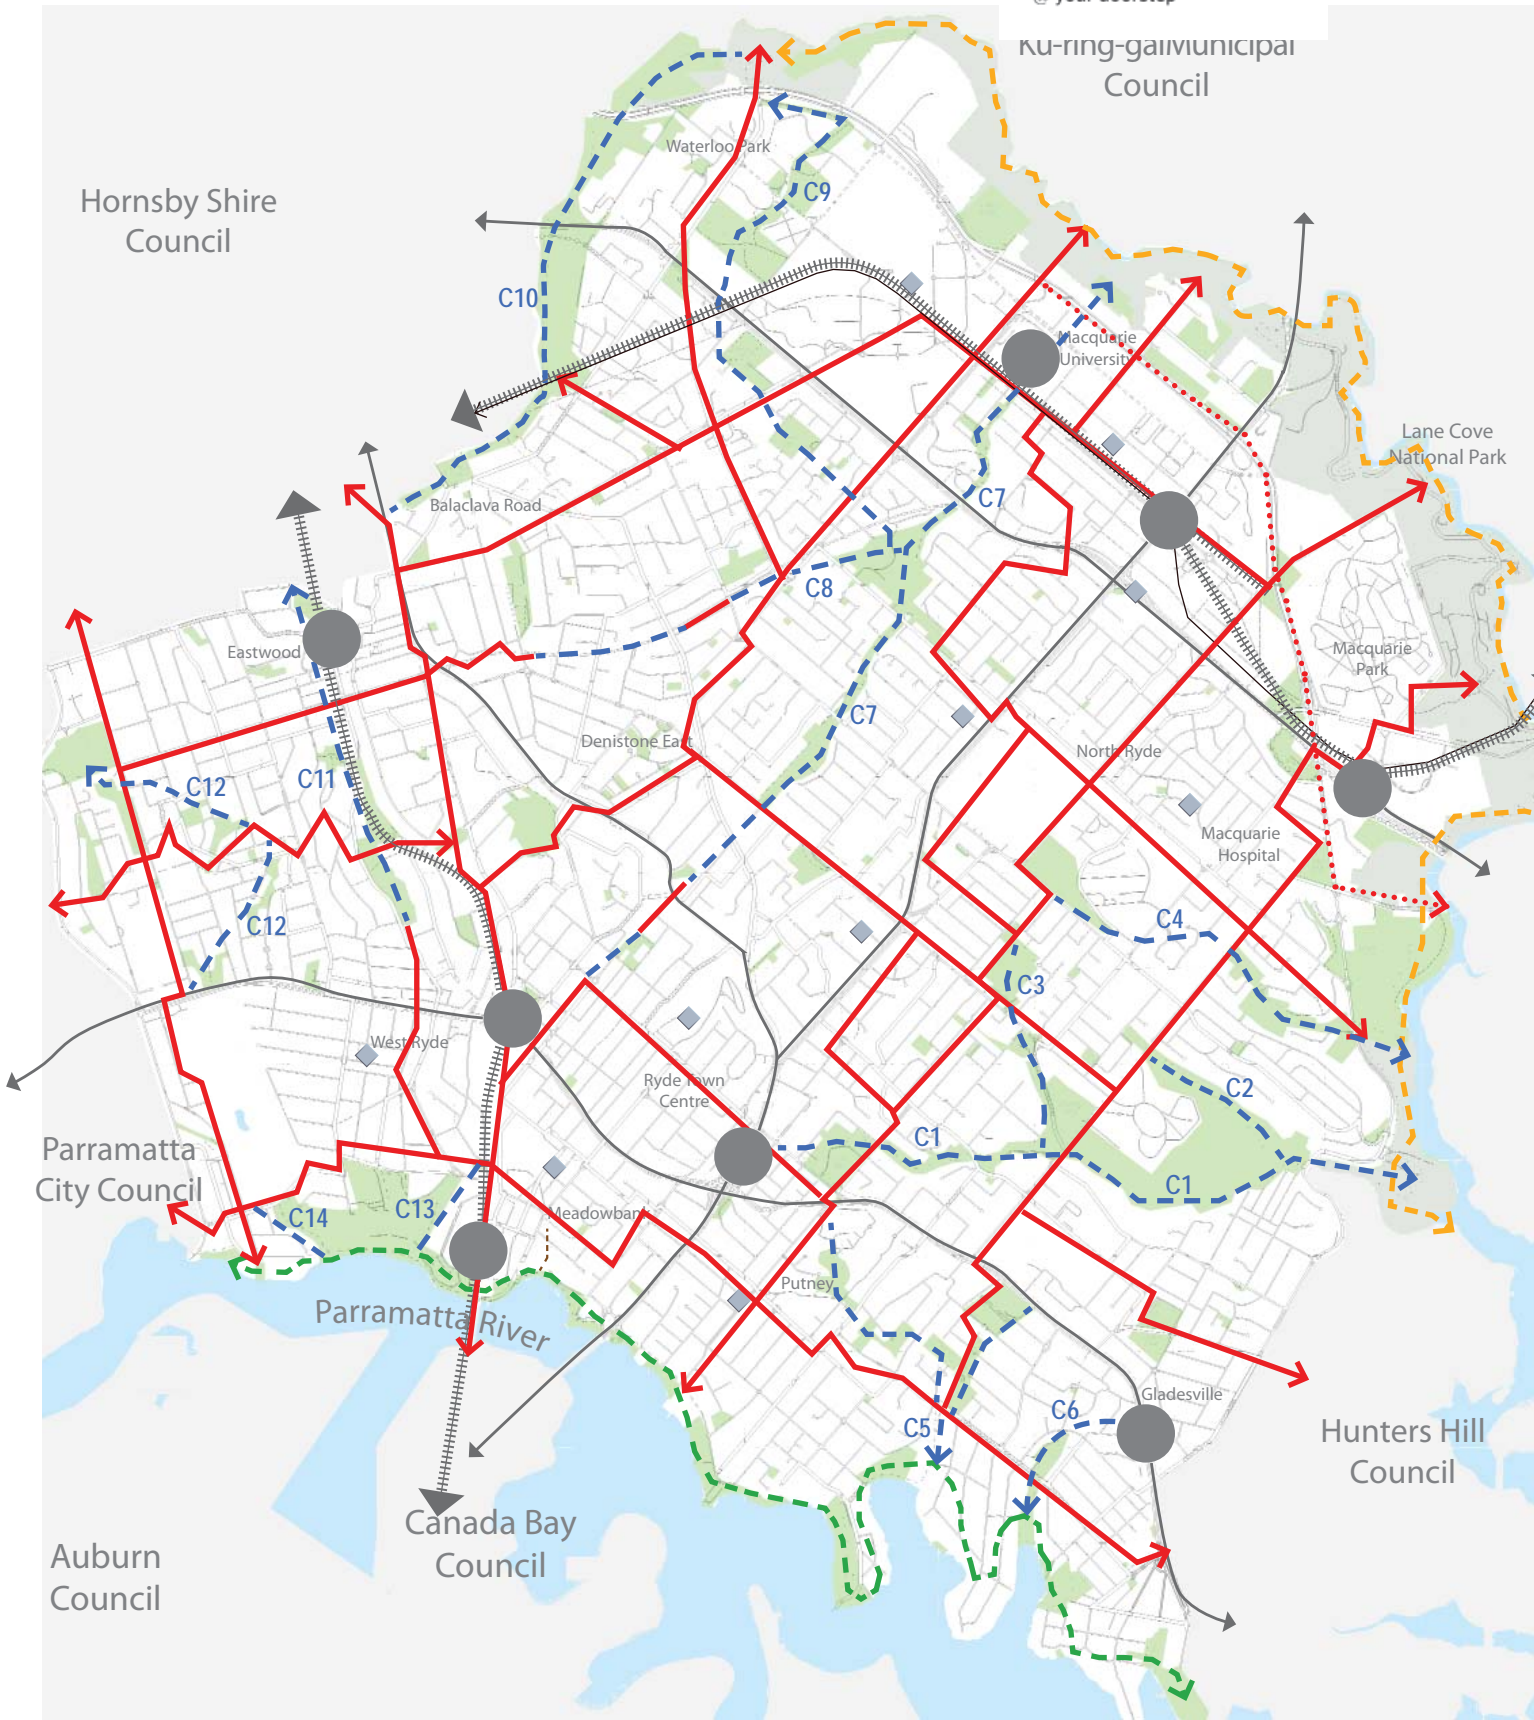 @ your doorstep
Ku-ring-gaiMunicipal
Council
Waterloo Park
Hornsby Shire
Council
C9
C10
Macquarie
University
Lane Cove
National Park
Balaclava Road
C7
C8
Eastwood
Macquarie
Park
C7
Denistone East
North Ryde
C12
C11
Macquarie
Hospital
C12
C4
C3
West Ryde
Ryde Town
Centre
C2
C1
Parramatta
City Council
C1
C14
C13
Meadowbank
Putney
Parramatta River
Gladesville
C5
C6
Hunters Hill
Council
Canada Bay
Council
Auburn
Council